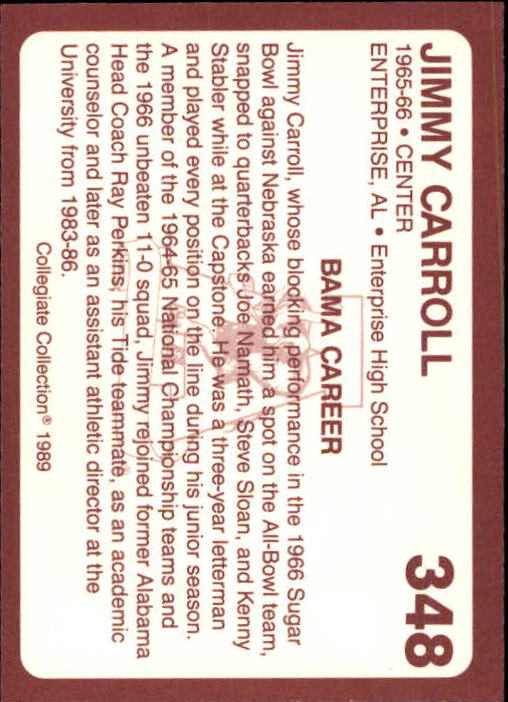 JIMMY CARROLL 348
1965-66 • CENTER
ENTERPRISE, AL • Enterprise High School
BAMA CAREER
Jimmy Carroll, whose blocking performance in the 1966 Sugar
Bowl against Nebraska earned him a spot on the All-Bowl team,
snapped to quarterbacks Joe Namath, Steve Sloan, and Kenny
Stabler while at the Capstone. He was a three-year letterman
and played every position on the line during his junior season.
A member of the 1964-65 National Championship teams and
the 1966 unbeaten 11-0 squad, Jimmy rejoined former Alabama
Head Coach Ray Perkins, his Tide teammate, as an academic
counselor and later as an assistant athletic director at the
University from 1983-86.
Collegiate Collection® 1989